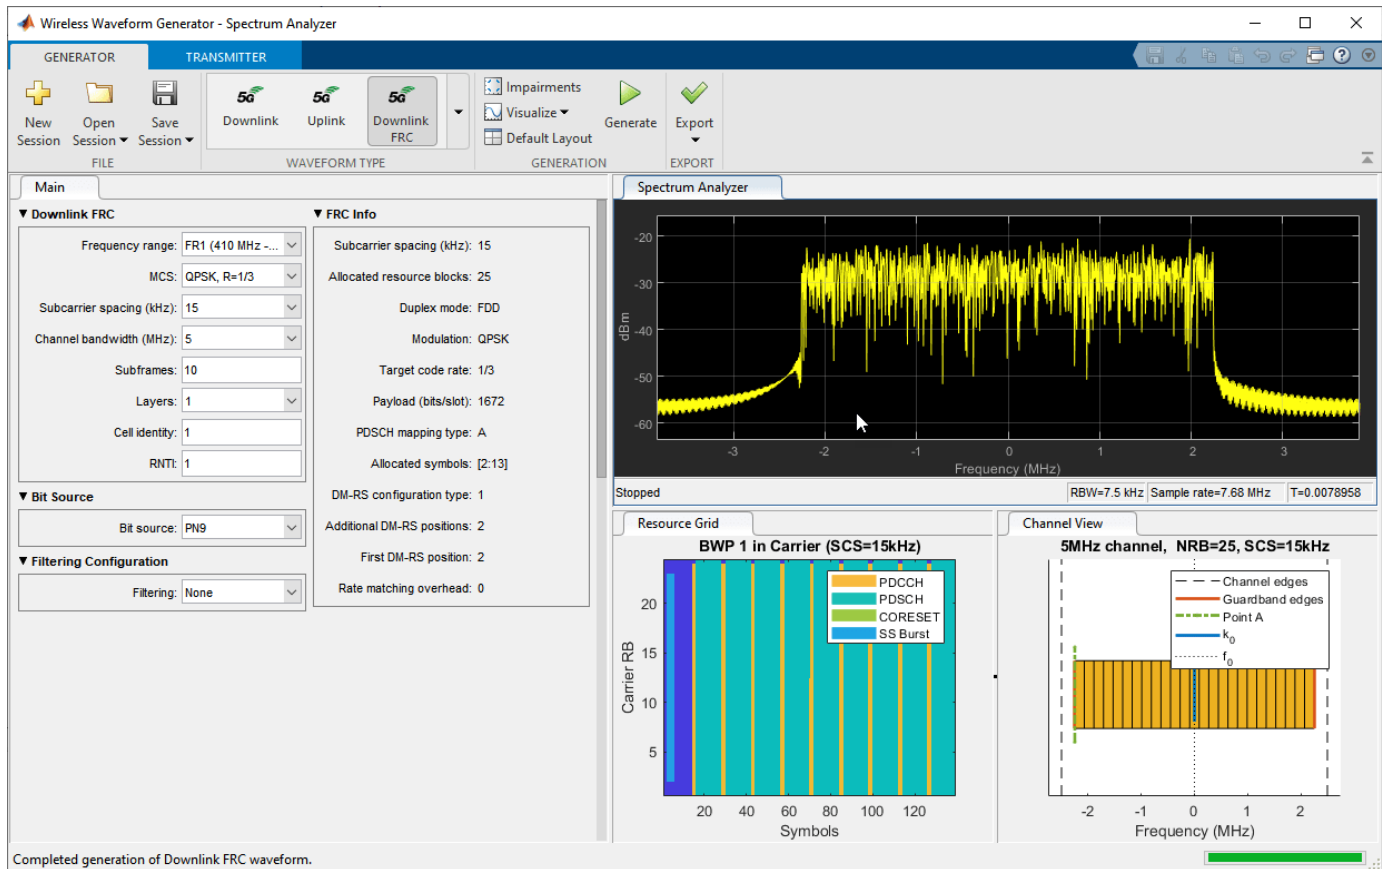 Wireless Waveform Generator - Spectrum Analyzer
GENERATOR
TRANSMITTER
New Session
Open Session
Save Session
FILE
5G
Downlink
5G
Uplink
5G
Downlink FRC
WAVEFORM TYPE
Impairments
Visualize
Default Layout
Generate
GENERATION
Export
EXPORT
Main
Downlink FRC
Frequency range: FR1 (410 MHz -...
MCS: QPSK, R=1/3
Subcarrier spacing (kHz): 15
Channel bandwidth (MHz): 5
Subframes: 10
Layers: 1
Cell identity: 1
RNTI: 1
Bit Source
Bit source: PN9
Filtering Configuration
Filtering: None
FRC Info
Subcarrier spacing (kHz): 15
Allocated resource blocks: 25
Duplex mode: FDD
Modulation: QPSK
Target code rate: 1/3
Payload (bits/slot): 1672
PDSCH mapping type: A
Allocated symbols: [2:13]
DM-RS configuration type: 1
Additional DM-RS positions: 2
First DM-RS position: 2
Rate matching overhead: 0
Spectrum Analyzer
-20
-30
-40
-50
-60
dBm
-3 -2 -1 0 1 2 3
Frequency (MHz)
Stopped
RBW=7.5 kHz
Sample rate=7.68 MHz
T=0.0078958
Resource Grid
BWP 1 in Carrier (SCS=15kHz)
PDCCH
PDSCH
CORESET
SS Burst
20
15
10
5
Carrier RB
20 40 60 80 100 120
Symbols
Channel View
5MHz channel, NRB=25, SCS=15kHz
Channel edges
Guardband edges
Point A
k0
f0
-2 -1 0 1 2
Frequency (MHz)
Completed generation of Downlink FRC waveform.